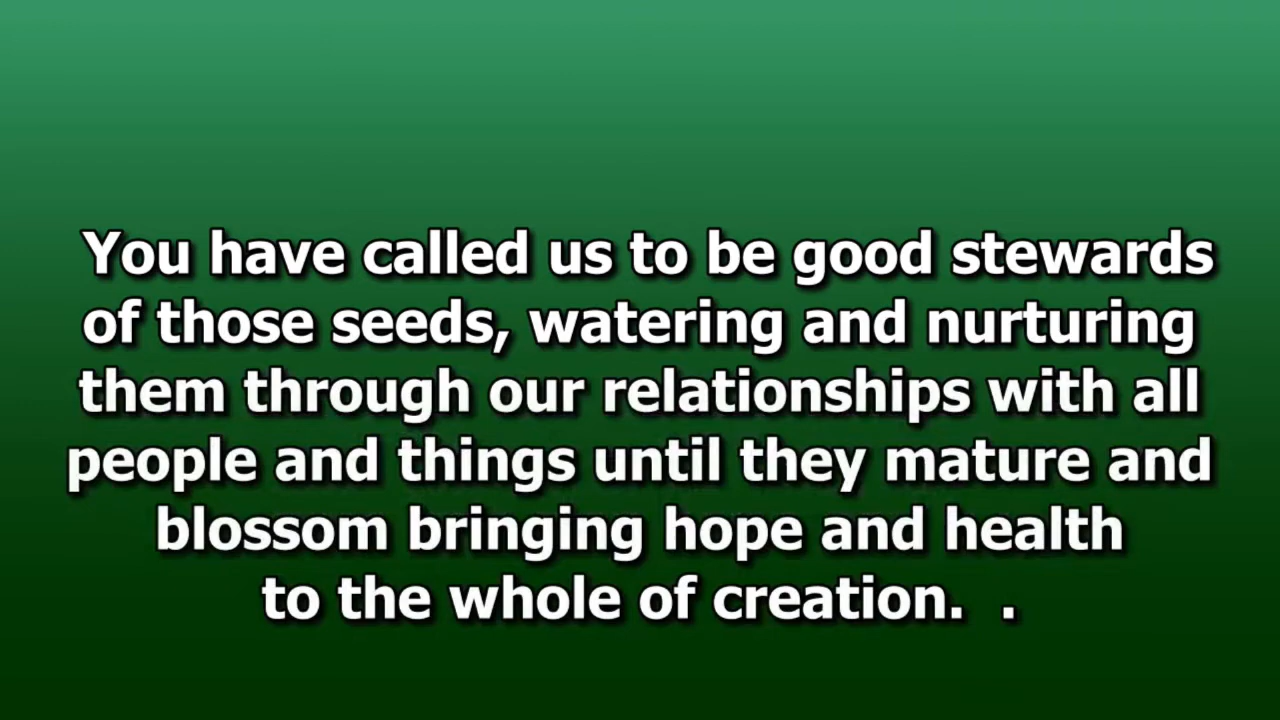 You have called us to be good stewards
of those seeds, watering and nurturing
them through our relationships with all
people and things until they mature and
blossom bringing hope and health
to the whole of creation.  .